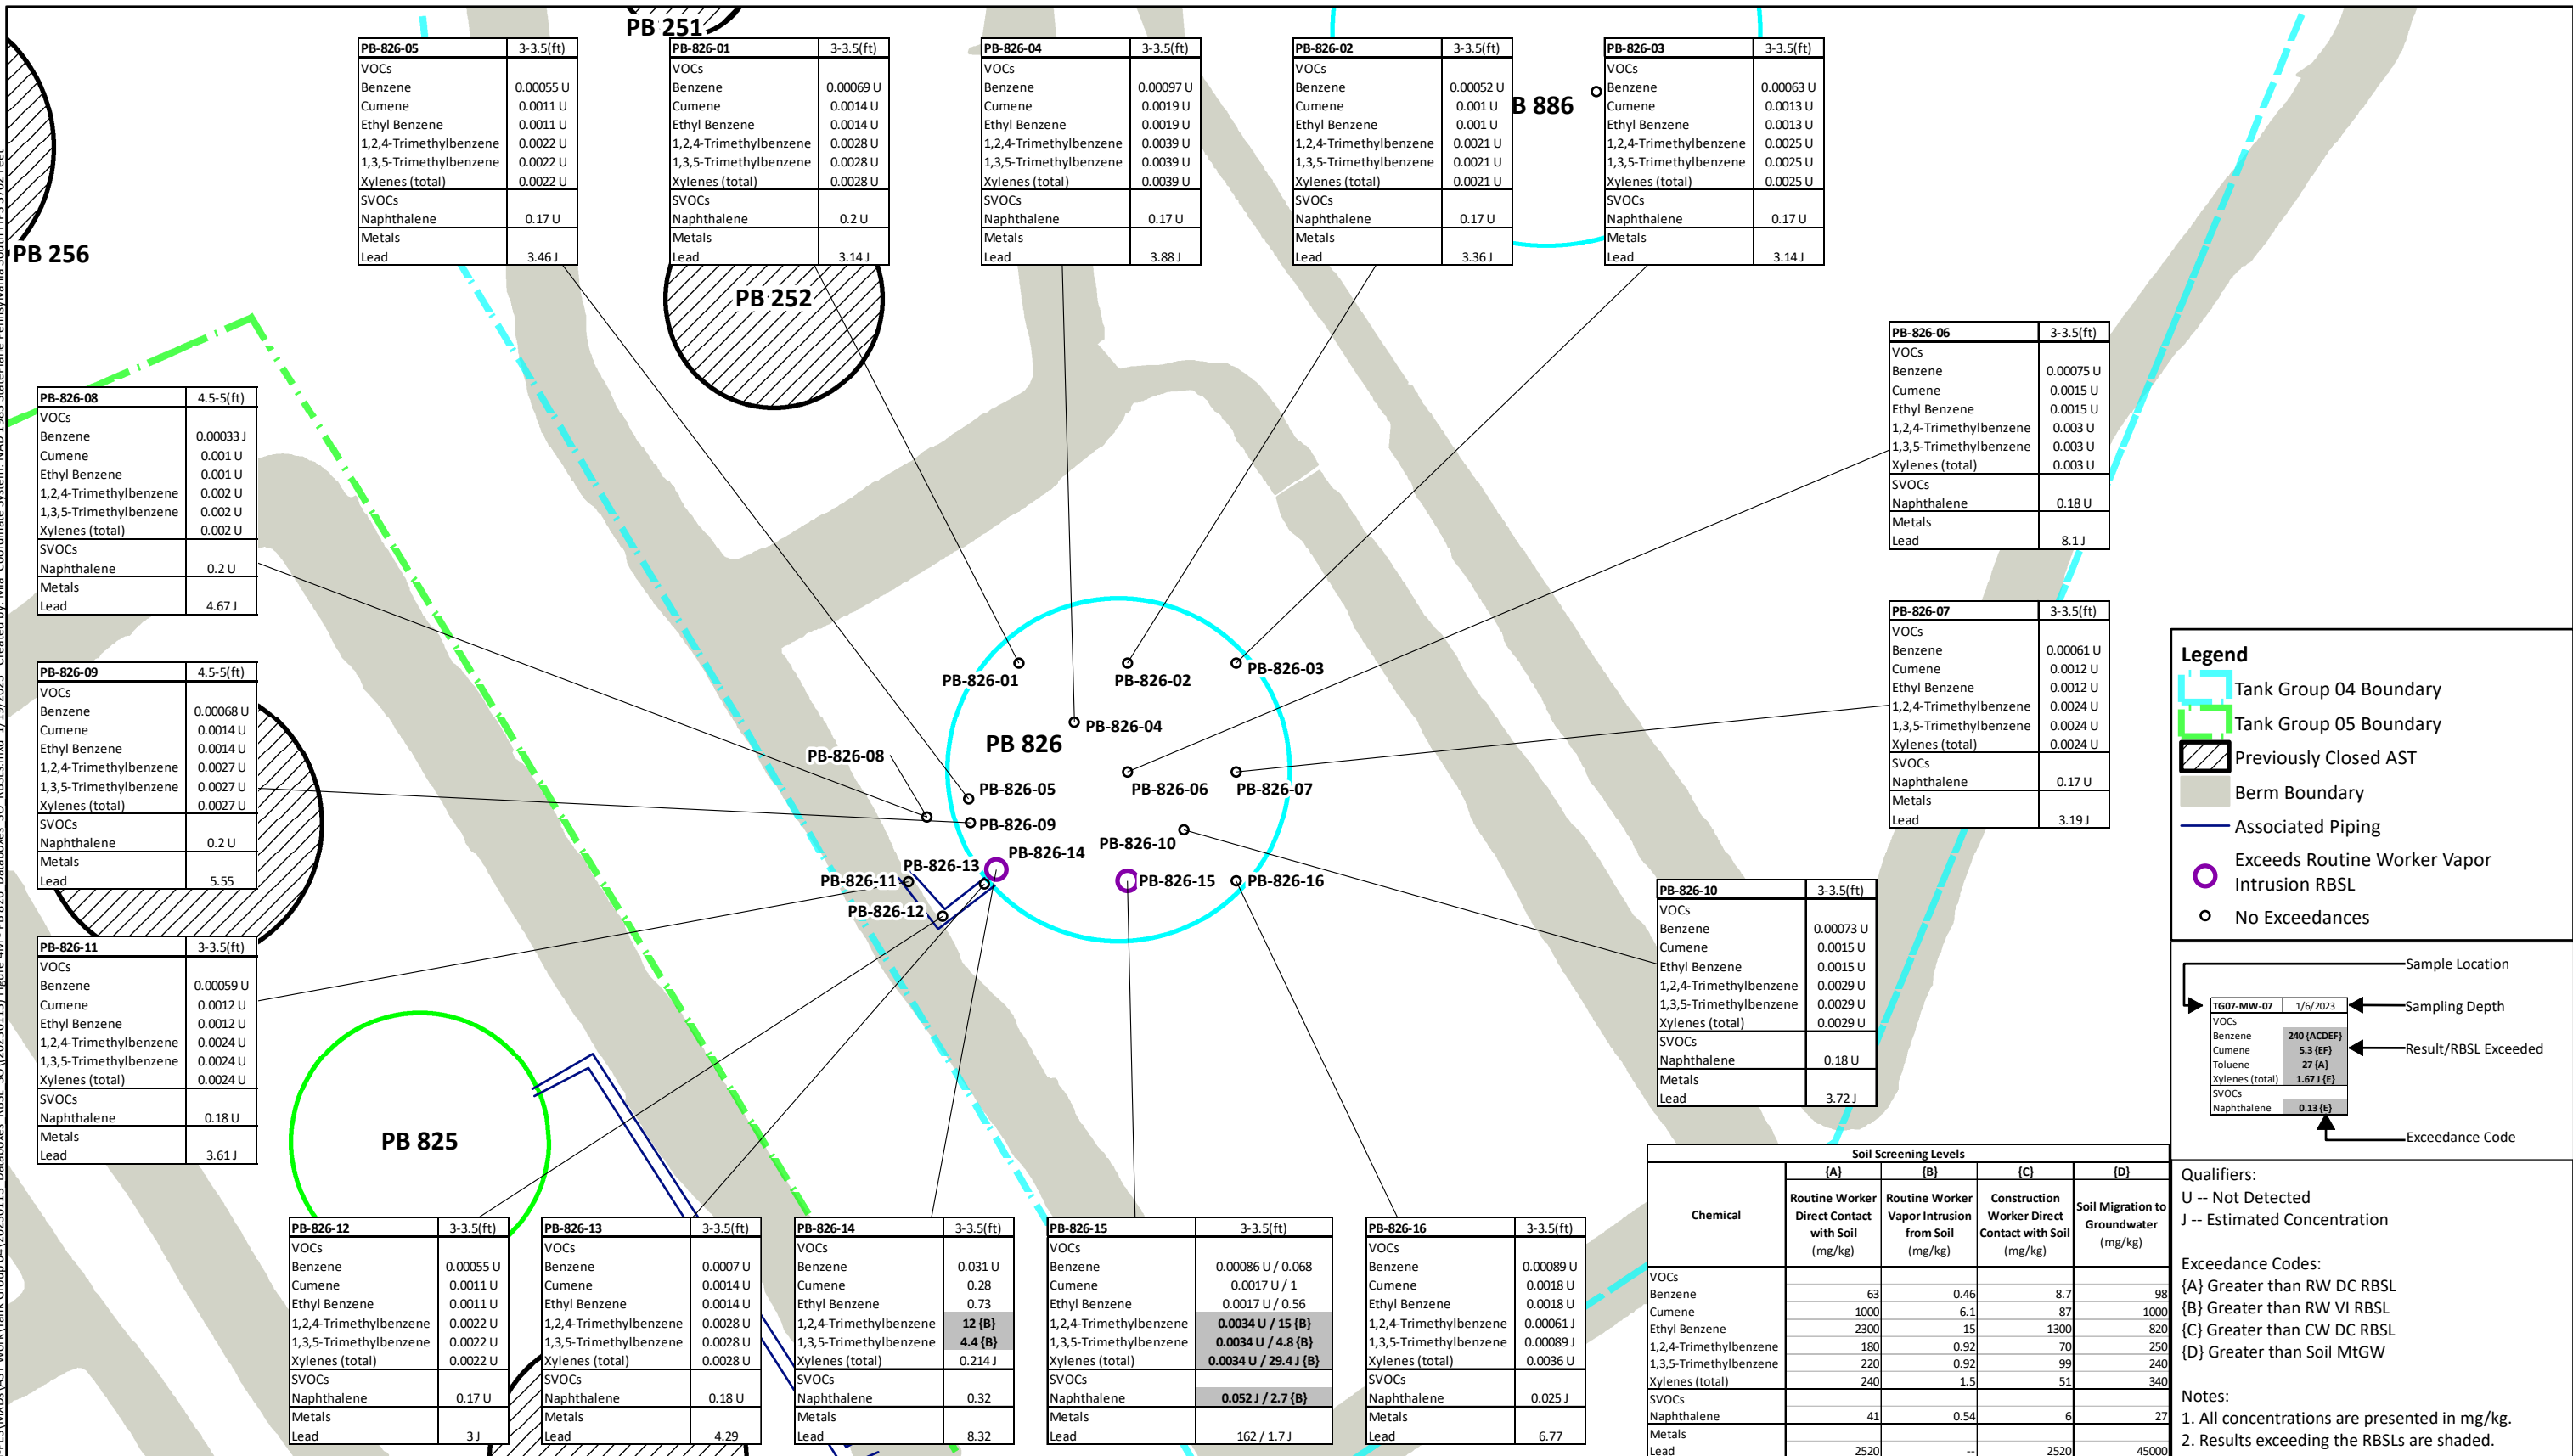 PB 251
PB 256
PB 252
B 886
PB-826-05 3-3.5(ft)
VOCs
Benzene 0.00055 U
Cumene 0.0011 U
Ethyl Benzene 0.0011 U
1,2,4-Trimethylbenzene 0.0022 U
1,3,5-Trimethylbenzene 0.0022 U
Xylenes (total) 0.0022 U
SVOCs
Naphthalene 0.17 U
Metals
Lead 3.46 J
PB-826-01 3-3.5(ft)
VOCs
Benzene 0.00069 U
Cumene 0.0014 U
Ethyl Benzene 0.0014 U
1,2,4-Trimethylbenzene 0.0028 U
1,3,5-Trimethylbenzene 0.0028 U
Xylenes (total) 0.0028 U
SVOCs
Naphthalene 0.2 U
Metals
Lead 3.14 J
PB-826-04 3-3.5(ft)
VOCs
Benzene 0.00097 U
Cumene 0.0019 U
Ethyl Benzene 0.0019 U
1,2,4-Trimethylbenzene 0.0039 U
1,3,5-Trimethylbenzene 0.0039 U
Xylenes (total) 0.0039 U
SVOCs
Naphthalene 0.17 U
Metals
Lead 3.88 J
PB-826-02 3-3.5(ft)
VOCs
Benzene 0.00052 U
Cumene 0.001 U
Ethyl Benzene 0.001 U
1,2,4-Trimethylbenzene 0.0021 U
1,3,5-Trimethylbenzene 0.0021 U
Xylenes (total) 0.0021 U
SVOCs
Naphthalene 0.17 U
Metals
Lead 3.36 J
PB-826-03 3-3.5(ft)
VOCs
Benzene 0.00063 U
Cumene 0.0013 U
Ethyl Benzene 0.0013 U
1,2,4-Trimethylbenzene 0.0025 U
1,3,5-Trimethylbenzene 0.0025 U
Xylenes (total) 0.0025 U
SVOCs
Naphthalene 0.17 U
Metals
Lead 3.14 J
PB-826-06 3-3.5(ft)
VOCs
Benzene 0.00075 U
Cumene 0.0015 U
Ethyl Benzene 0.0015 U
1,2,4-Trimethylbenzene 0.003 U
1,3,5-Trimethylbenzene 0.003 U
Xylenes (total) 0.003 U
SVOCs
Naphthalene 0.18 U
Metals
Lead 8.1 J
PB-826-08 4.5-5(ft)
VOCs
Benzene 0.00033 J
Cumene 0.001 U
Ethyl Benzene 0.001 U
1,2,4-Trimethylbenzene 0.002 U
1,3,5-Trimethylbenzene 0.002 U
Xylenes (total) 0.002 U
SVOCs
Naphthalene 0.2 U
Metals
Lead 4.67 J
PB-826-07 3-3.5(ft)
VOCs
Benzene 0.00061 U
Cumene 0.0012 U
Ethyl Benzene 0.0012 U
1,2,4-Trimethylbenzene 0.0024 U
1,3,5-Trimethylbenzene 0.0024 U
Xylenes (total) 0.0024 U
SVOCs
Naphthalene 0.17 U
Metals
Lead 3.19 J
PB-826-09 4.5-5(ft)
VOCs
Benzene 0.00068 U
Cumene 0.0014 U
Ethyl Benzene 0.0014 U
1,2,4-Trimethylbenzene 0.0027 U
1,3,5-Trimethylbenzene 0.0027 U
Xylenes (total) 0.0027 U
SVOCs
Naphthalene 0.2 U
Metals
Lead 5.55
PB-826-01
PB-826-02
PB-826-03
PB-826-04
PB 826
PB-826-08
PB-826-05
PB-826-06
PB-826-07
PB-826-09
PB-826-10
PB-826-14
PB-826-13
PB-826-11
PB-826-15
PB-826-16
PB-826-12
PB 825
PB-826-11 3-3.5(ft)
VOCs
Benzene 0.00059 U
Cumene 0.0012 U
Ethyl Benzene 0.0012 U
1,2,4-Trimethylbenzene 0.0024 U
1,3,5-Trimethylbenzene 0.0024 U
Xylenes (total) 0.0024 U
SVOCs
Naphthalene 0.18 U
Metals
Lead 3.61 J
PB-826-10 3-3.5(ft)
VOCs
Benzene 0.00073 U
Cumene 0.0015 U
Ethyl Benzene 0.0015 U
1,2,4-Trimethylbenzene 0.0029 U
1,3,5-Trimethylbenzene 0.0029 U
Xylenes (total) 0.0029 U
SVOCs
Naphthalene 0.18 U
Metals
Lead 3.72 J
PB-826-12 3-3.5(ft)
VOCs
Benzene 0.00055 U
Cumene 0.0011 U
Ethyl Benzene 0.0011 U
1,2,4-Trimethylbenzene 0.0022 U
1,3,5-Trimethylbenzene 0.0022 U
Xylenes (total) 0.0022 U
SVOCs
Naphthalene 0.17 U
Metals
Lead 3 J
PB-826-13 3-3.5(ft)
VOCs
Benzene 0.0007 U
Cumene 0.0014 U
Ethyl Benzene 0.0014 U
1,2,4-Trimethylbenzene 0.0028 U
1,3,5-Trimethylbenzene 0.0028 U
Xylenes (total) 0.0028 U
SVOCs
Naphthalene 0.18 U
Metals
Lead 4.29
PB-826-14 3-3.5(ft)
VOCs
Benzene 0.031 U
Cumene 0.28
Ethyl Benzene 0.73
1,2,4-Trimethylbenzene 12 {B}
1,3,5-Trimethylbenzene 4.4 {B}
Xylenes (total) 0.214 J
SVOCs
Naphthalene 0.32
Metals
Lead 8.32
PB-826-15 3-3.5(ft)
VOCs
Benzene 0.00086 U / 0.068
Cumene 0.0017 U / 1
Ethyl Benzene 0.0017 U / 0.56
1,2,4-Trimethylbenzene 0.0034 U / 15 {B}
1,3,5-Trimethylbenzene 0.0034 U / 4.8 {B}
Xylenes (total) 0.0034 U / 29.4 J {B}
SVOCs
Naphthalene 0.052 J / 2.7 {B}
Metals
Lead 162 / 1.7 J
PB-826-16 3-3.5(ft)
VOCs
Benzene 0.00089 U
Cumene 0.0018 U
Ethyl Benzene 0.0018 U
1,2,4-Trimethylbenzene 0.00061 J
1,3,5-Trimethylbenzene 0.00089 J
Xylenes (total) 0.0036 U
SVOCs
Naphthalene 0.025 J
Metals
Lead 6.77
Soil Screening Levels
Chemical
{A} {B} {C} {D}
Routine Worker Direct Contact with Soil (mg/kg)
Routine Worker Vapor Intrusion from Soil (mg/kg)
Construction Worker Direct Contact with Soil (mg/kg)
Soil Migration to Groundwater (mg/kg)
VOCs
Benzene 63 0.46 8.7 98
Cumene 1000 6.1 87 1000
Ethyl Benzene 2300 15 1300 820
1,2,4-Trimethylbenzene 180 0.92 70 250
1,3,5-Trimethylbenzene 220 0.92 99 240
Xylenes (total) 240 1.5 51 340
SVOCs
Naphthalene 41 0.54 6 27
Metals
Lead 2520 -- 2520 45000
Legend
Tank Group 04 Boundary
Tank Group 05 Boundary
Previously Closed AST
Berm Boundary
Associated Piping
Exceeds Routine Worker Vapor
Intrusion RBSL
No Exceedances
Sample Location
Sampling Depth
Result/RBSL Exceeded
Exceedance Code
TG07-MW-07 1/6/2023
VOCs
Benzene 240 {ACDEF}
Cumene 5.3 {EF}
Toluene 27 {A}
Xylenes (total) 1.67 J {E}
SVOCs
Naphthalene 0.13 {E}
Qualifiers:
U -- Not Detected
J -- Estimated Concentration
Exceedance Codes:
{A} Greater than RW DC RBSL
{B} Greater than RW VI RBSL
{C} Greater than CW DC RBSL
{D} Greater than Soil MtGW
Notes:
1. All concentrations are presented in mg/kg.
2. Results exceeding the RBSLs are shaded.